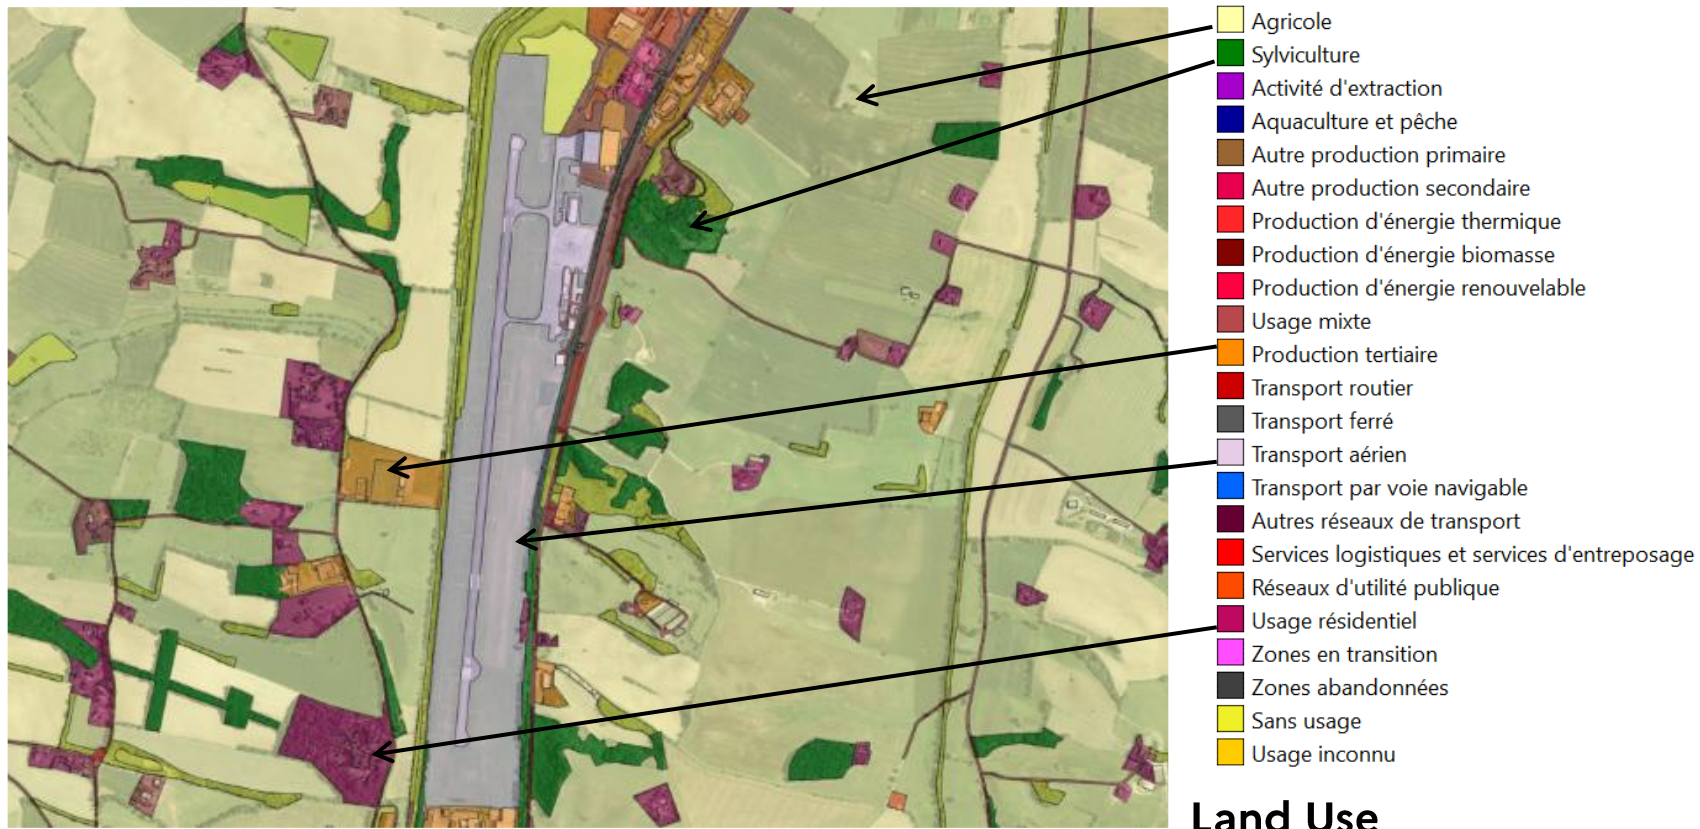 Agricole
Sylviculture
Activité d'extraction
Aquaculture et pêche
Autre production primaire
Autre production secondaire
Production d'énergie thermique
Production d'énergie biomasse
Production d'énergie renouvelable
Usage mixte
Production tertiaire
Transport routier
Transport ferré
Transport aérien
Transport par voie navigable
Autres réseaux de transport
Services logistiques et services d'entreposage
Réseaux d'utilité publique
Usage résidentiel
Zones en transition
Zones abandonnées
Sans usage
Usage inconnu
Land Use